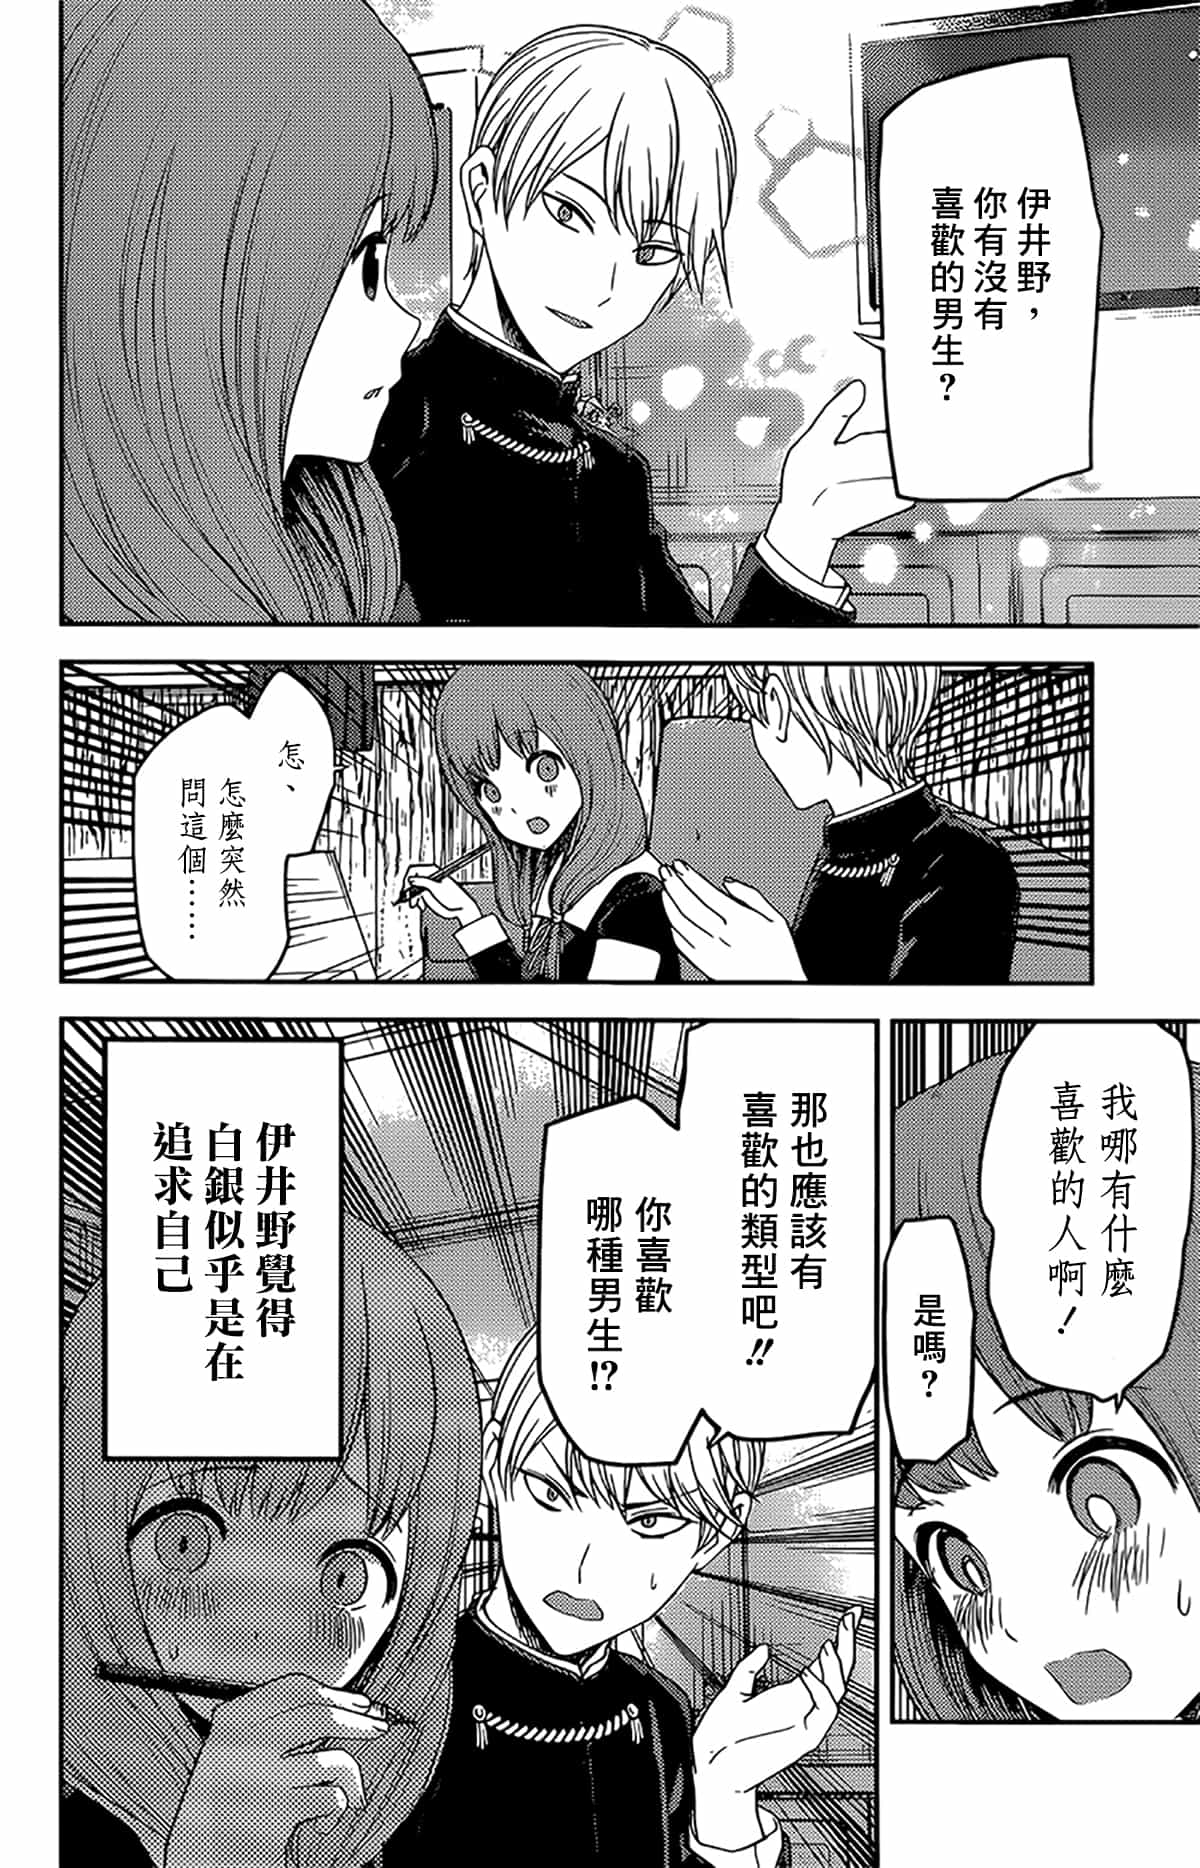 伊井野，
你有沒有
喜歡的男生？
怎、
怎麼突然
問這個……
我哪有什麼
喜歡的人啊！
是嗎？
那也應該有
喜歡的類型吧！！
你喜歡
哪種男生！？
伊井野覺得
白銀似乎是在
追求自己